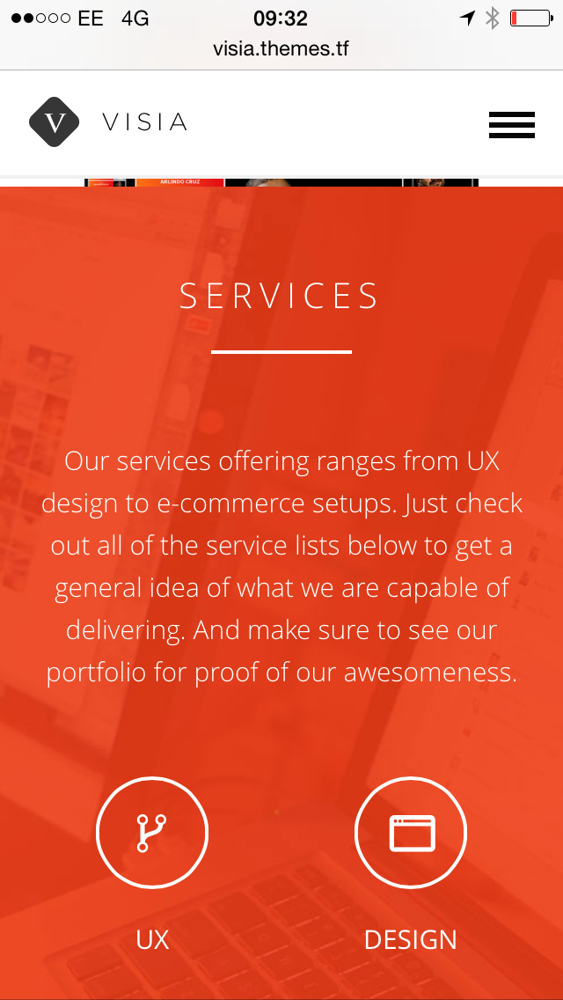 EE 4G 09:32
visia.themes.tf
V VISIA
ARLINDO CRUZ
SERVICES
Our services offering ranges from UX
design to e-commerce setups. Just check
out all of the service lists below to get a
general idea of what we are capable of
delivering. And make sure to see our
portfolio for proof of our awesomeness.
UX DESIGN